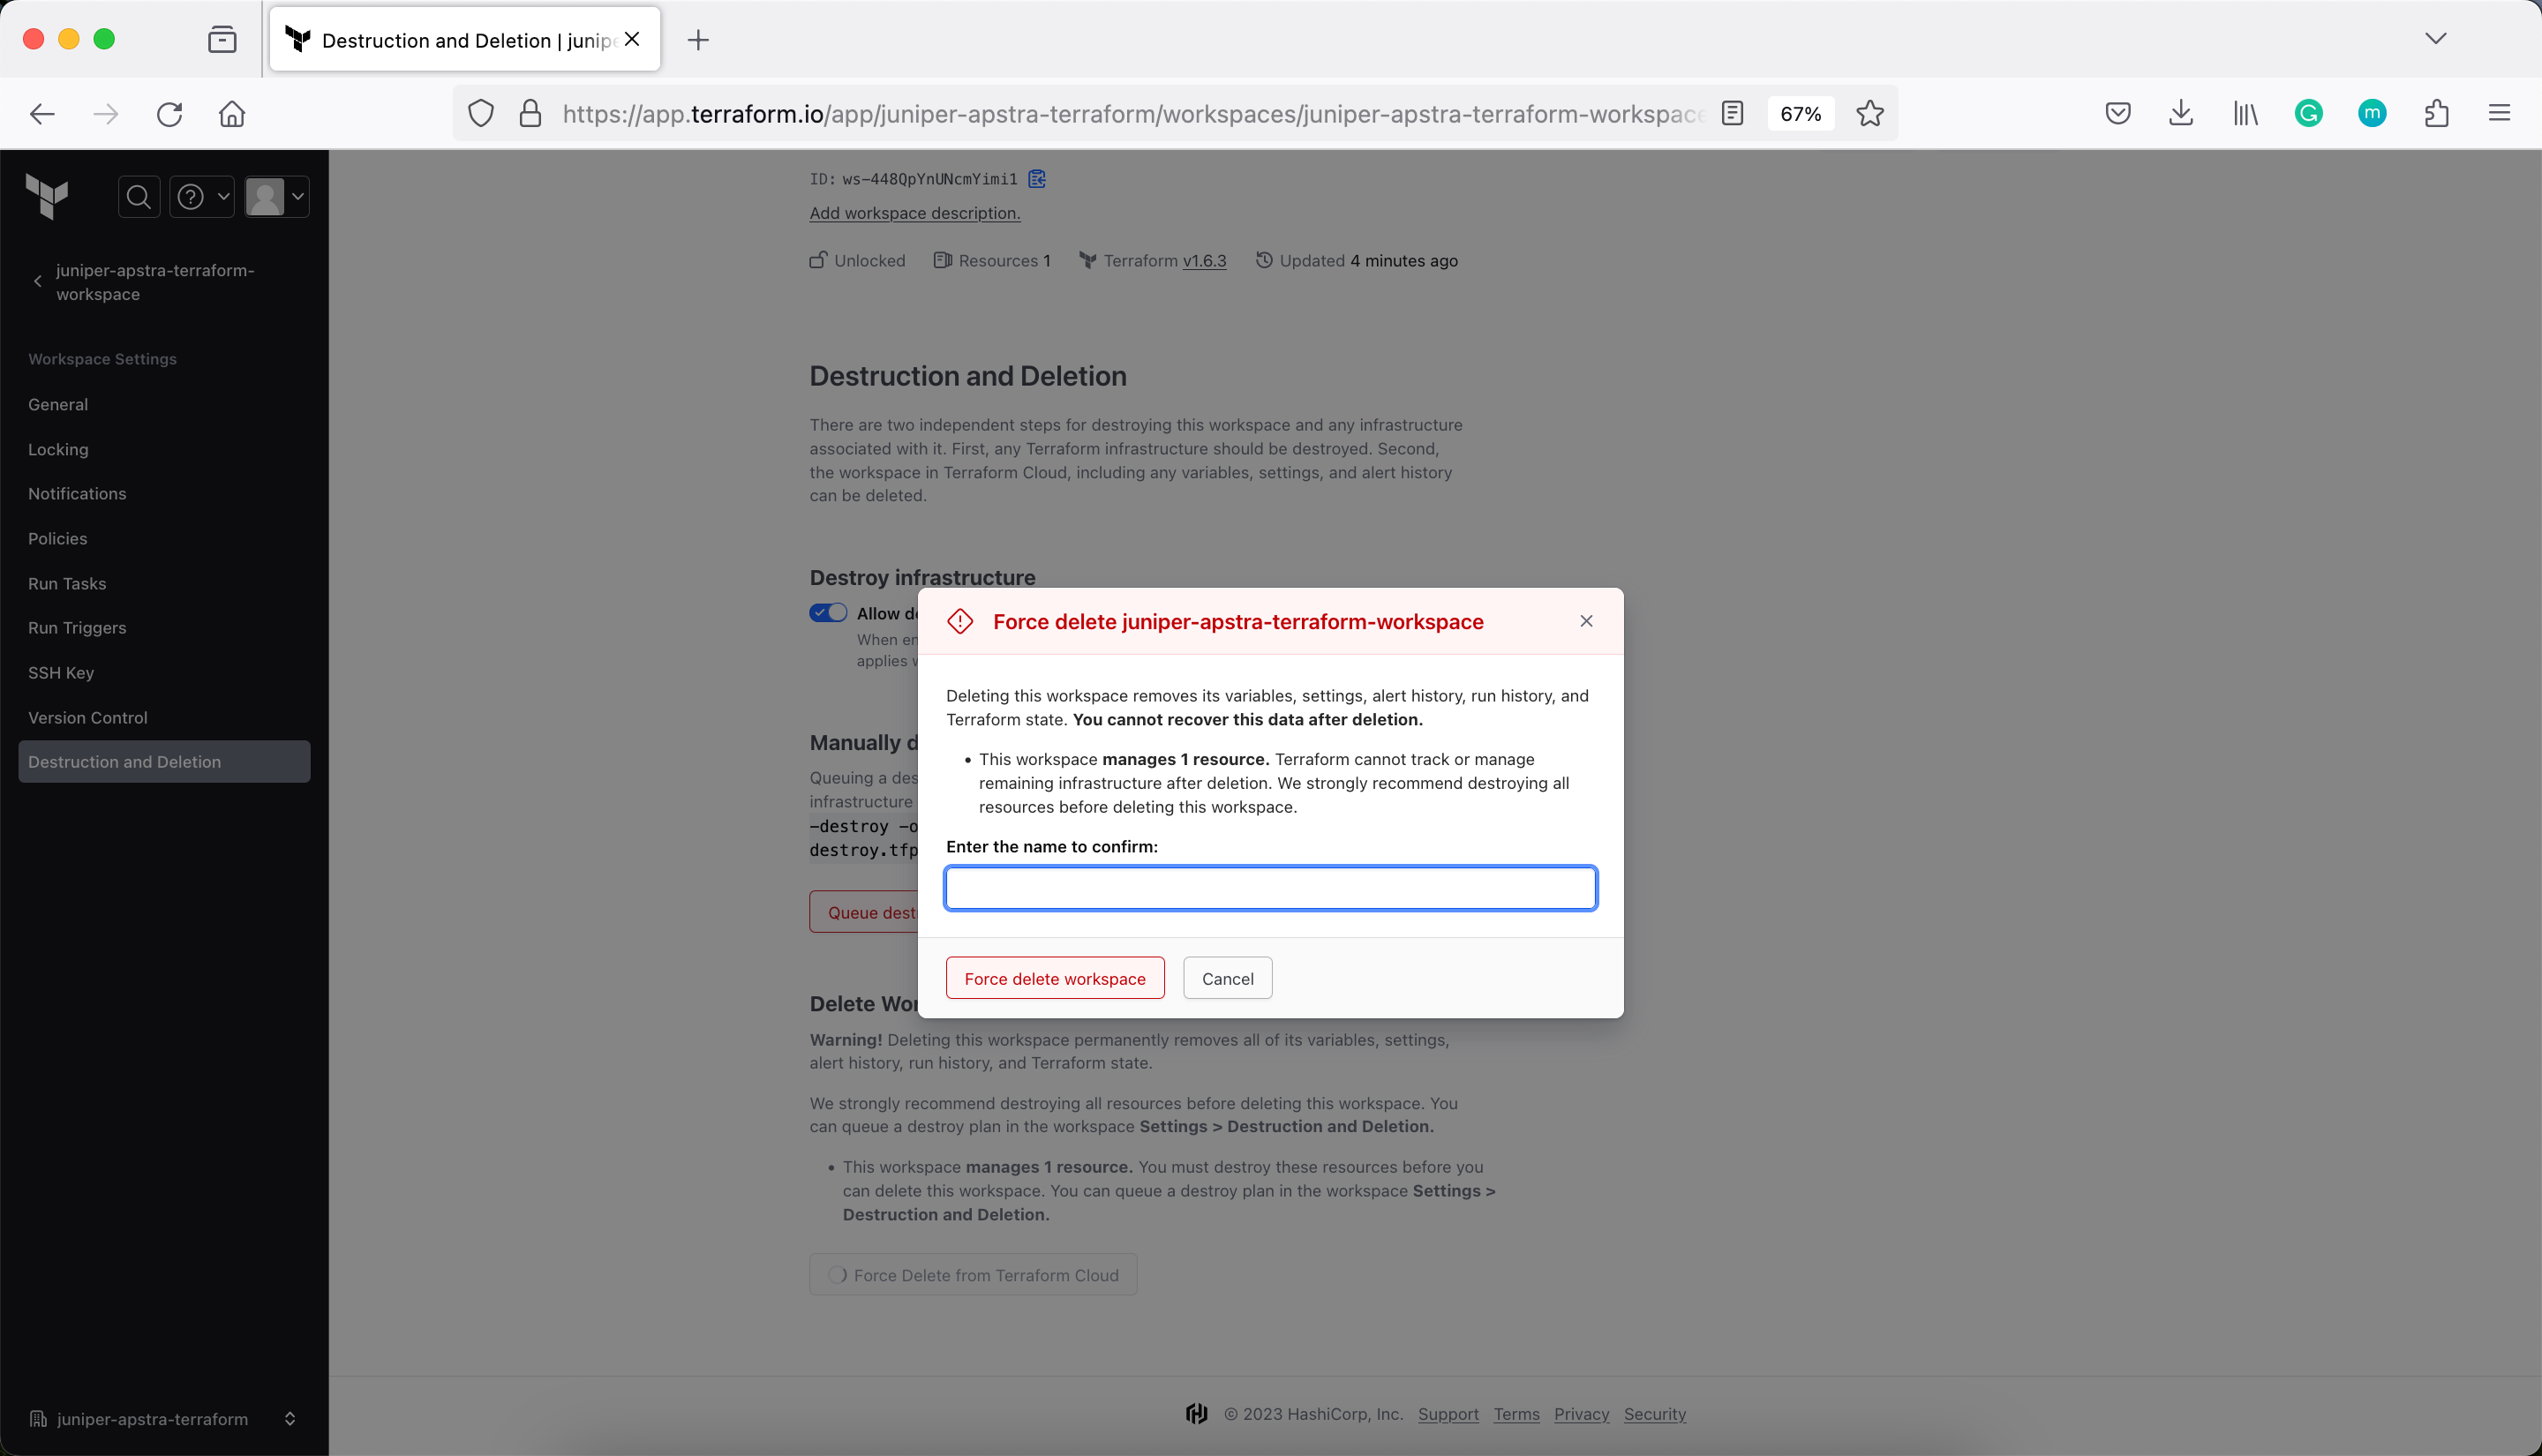 Destruction and Deletion | junipe
https://app.terraform.io/app/juniper-apstra-terraform/workspaces/juniper-apstra-terraform-workspace
67%
G
m
juniper-apstra-terraform-
workspace
Workspace Settings
General
Locking
Notifications
Policies
Run Tasks
Run Triggers
SSH Key
Version Control
Destruction and Deletion
juniper-apstra-terraform
ID: ws-448QpYnUNcmYimi1
Add workspace description.
Unlocked Resources 1 Terraform v1.6.3 Updated 4 minutes ago
Destruction and Deletion
There are two independent steps for destroying this workspace and any infrastructure
associated with it. First, any Terraform infrastructure should be destroyed. Second,
the workspace in Terraform Cloud, including any variables, settings, and alert history
can be deleted.
Destroy infrastructure
Allow de
When en
applies w
Manually d
Queuing a des
infrastructure
-destroy -o
destroy.tfp
Queue dest
Force delete juniper-apstra-terraform-workspace
Deleting this workspace removes its variables, settings, alert history, run history, and
Terraform state. You cannot recover this data after deletion.
• This workspace manages 1 resource. Terraform cannot track or manage
remaining infrastructure after deletion. We strongly recommend destroying all
resources before deleting this workspace.
Enter the name to confirm:
Force delete workspace Cancel
Delete Wor
Warning! Deleting this workspace permanently removes all of its variables, settings,
alert history, run history, and Terraform state.
We strongly recommend destroying all resources before deleting this workspace. You
can queue a destroy plan in the workspace Settings > Destruction and Deletion.
• This workspace manages 1 resource. You must destroy these resources before you
can delete this workspace. You can queue a destroy plan in the workspace Settings >
Destruction and Deletion.
Force Delete from Terraform Cloud
© 2023 HashiCorp, Inc. Support Terms Privacy Security